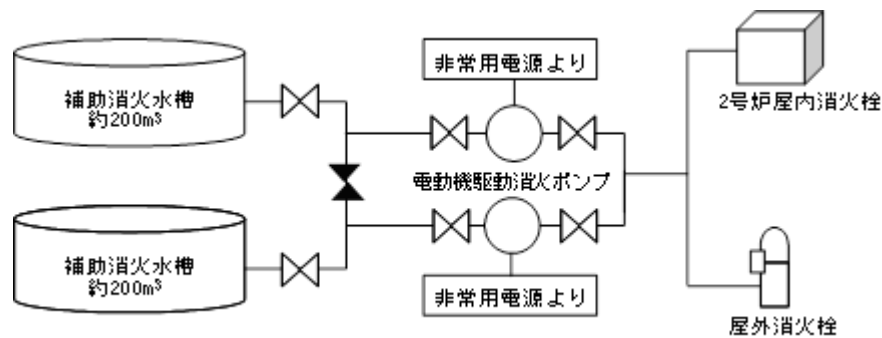 非常用電源より
補助消火水槽
約200m³
2号炉屋内消火栓
電動機駆動消火ポンプ
補助消火水槽
約200m³
非常用電源より
屋外消火栓